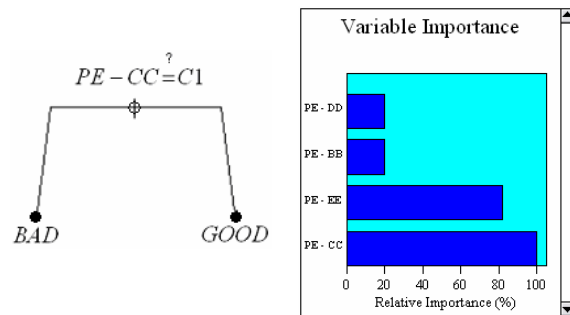 PE – CC = C1
?
BAD
GOOD
Variable Importance
PE - DD
PE - BB
PE - EE
PE - CC
0 20 40 60 80 100
Relative Importance (%)